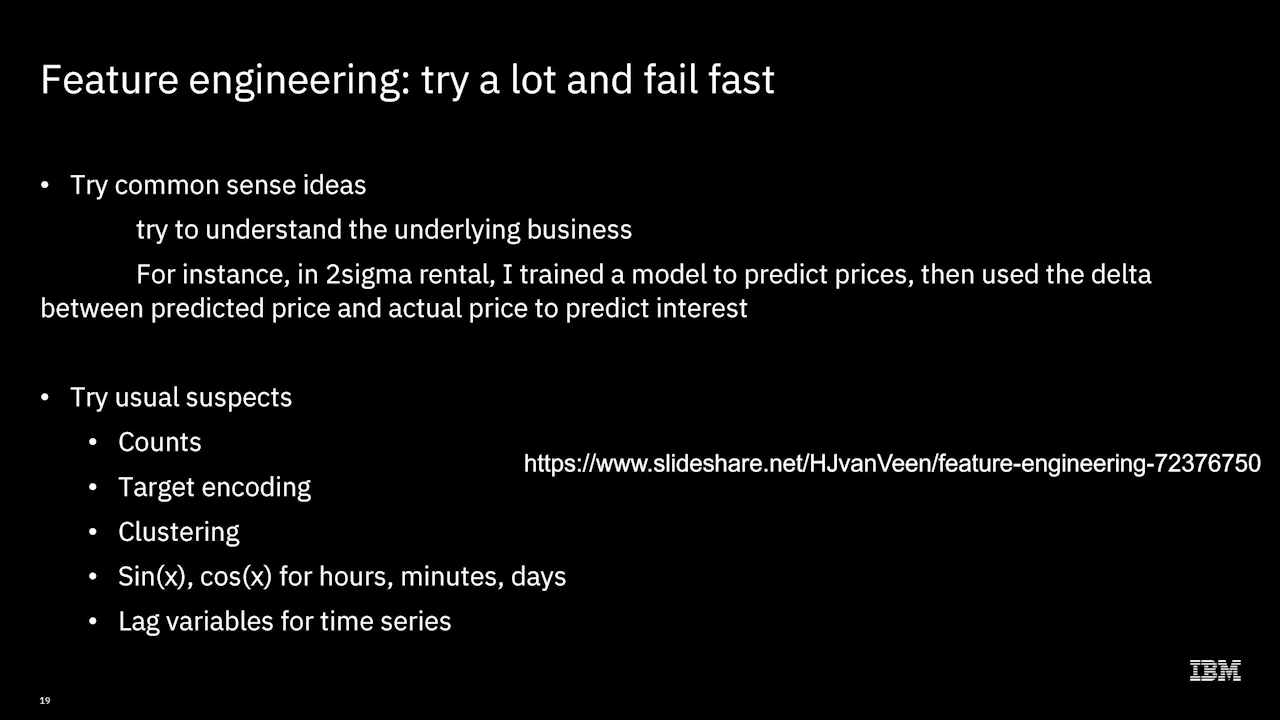 Feature engineering: try a lot and fail fast
• Try common sense ideas
try to understand the underlying business
For instance, in 2sigma rental, I trained a model to predict prices, then used the delta
between predicted price and actual price to predict interest
• Try usual suspects
• Counts
https://www.slideshare.net/HJvanVeen/feature-engineering-72376750
• Target encoding
• Clustering
• Sin(x), cos(x) for hours, minutes, days
• Lag variables for time series
IBM
19